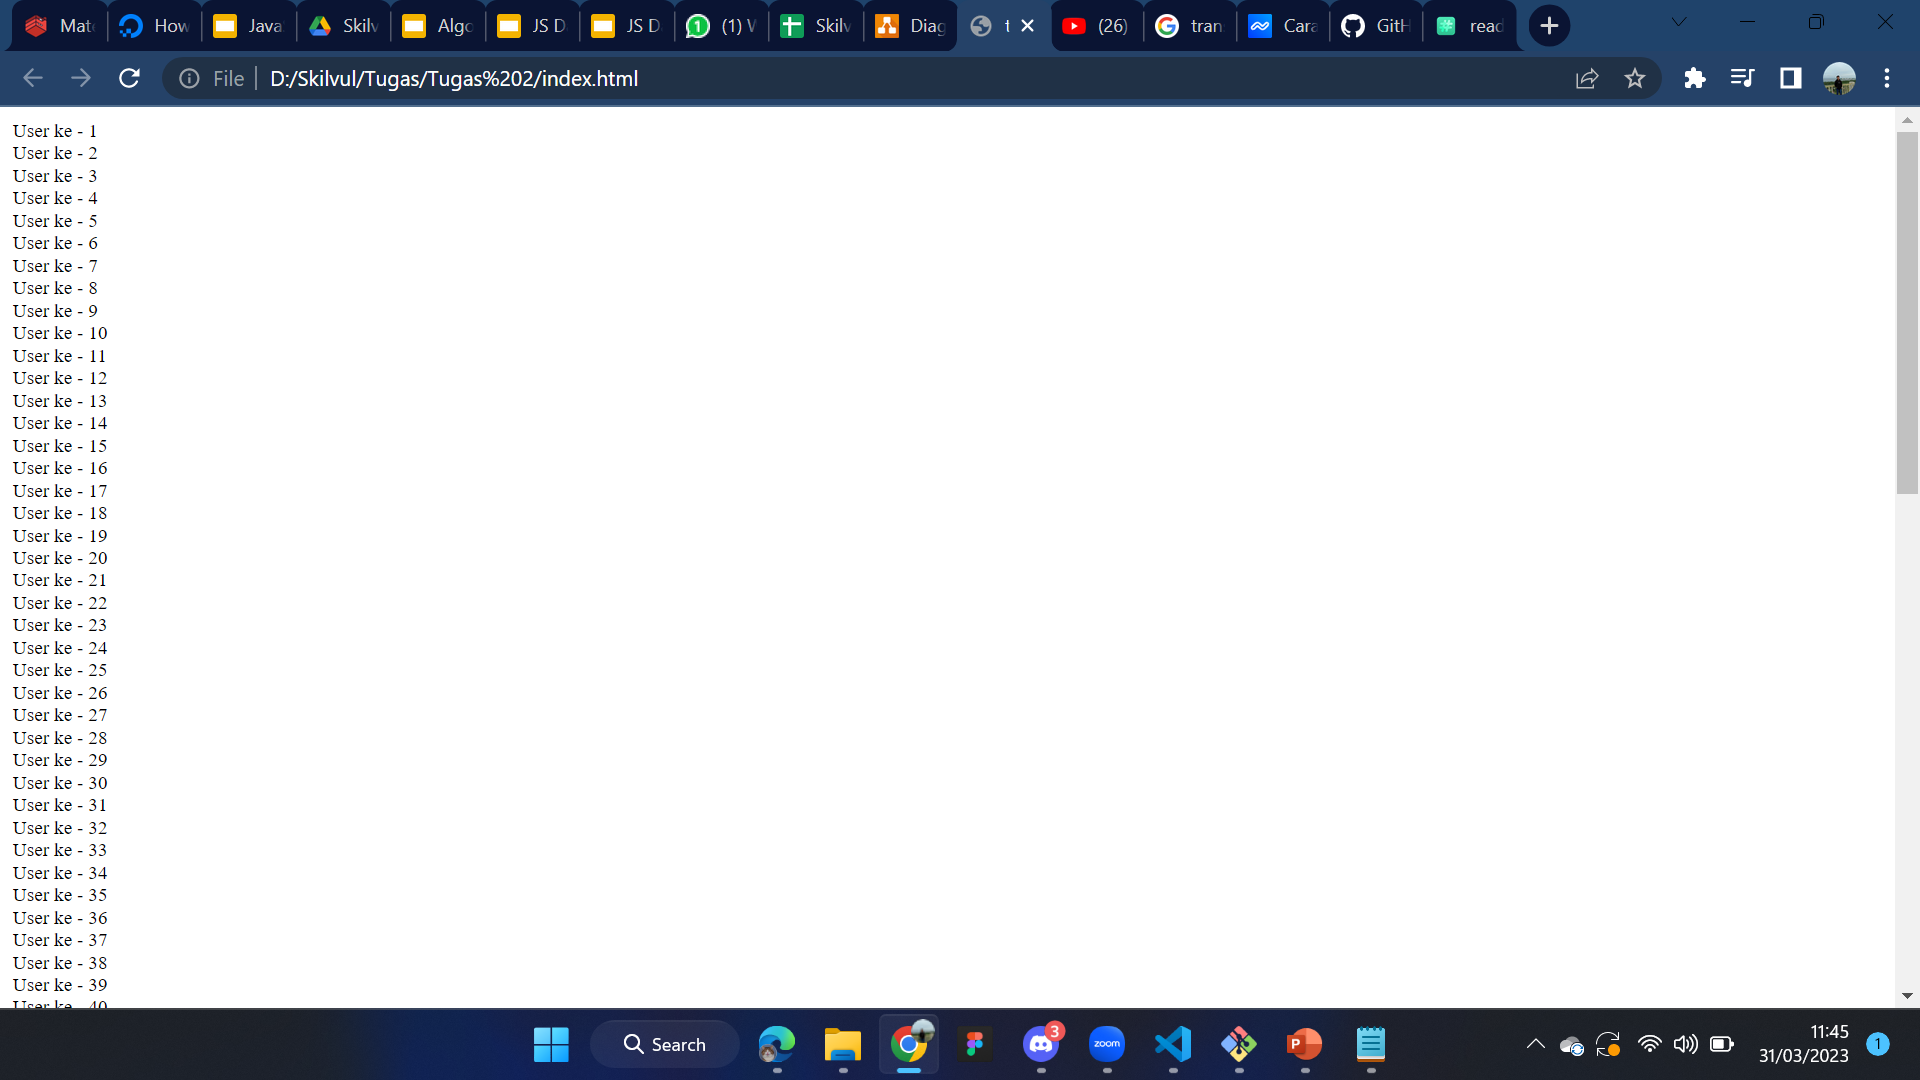 Mate
How
Java
Skilv
Algo
JS D
JS D
(1) W
Skilv
Diag
t
(26)
tran
Cara
GitH
read
File
D:/Skilvul/Tugas/Tugas%202/index.html
User ke - 1
User ke - 2
User ke - 3
User ke - 4
User ke - 5
User ke - 6
User ke - 7
User ke - 8
User ke - 9
User ke - 10
User ke - 11
User ke - 12
User ke - 13
User ke - 14
User ke - 15
User ke - 16
User ke - 17
User ke - 18
User ke - 19
User ke - 20
User ke - 21
User ke - 22
User ke - 23
User ke - 24
User ke - 25
User ke - 26
User ke - 27
User ke - 28
User ke - 29
User ke - 30
User ke - 31
User ke - 32
User ke - 33
User ke - 34
User ke - 35
User ke - 36
User ke - 37
User ke - 38
User ke - 39
User ke - 40
Search
3
zoom
11:45
31/03/2023
1